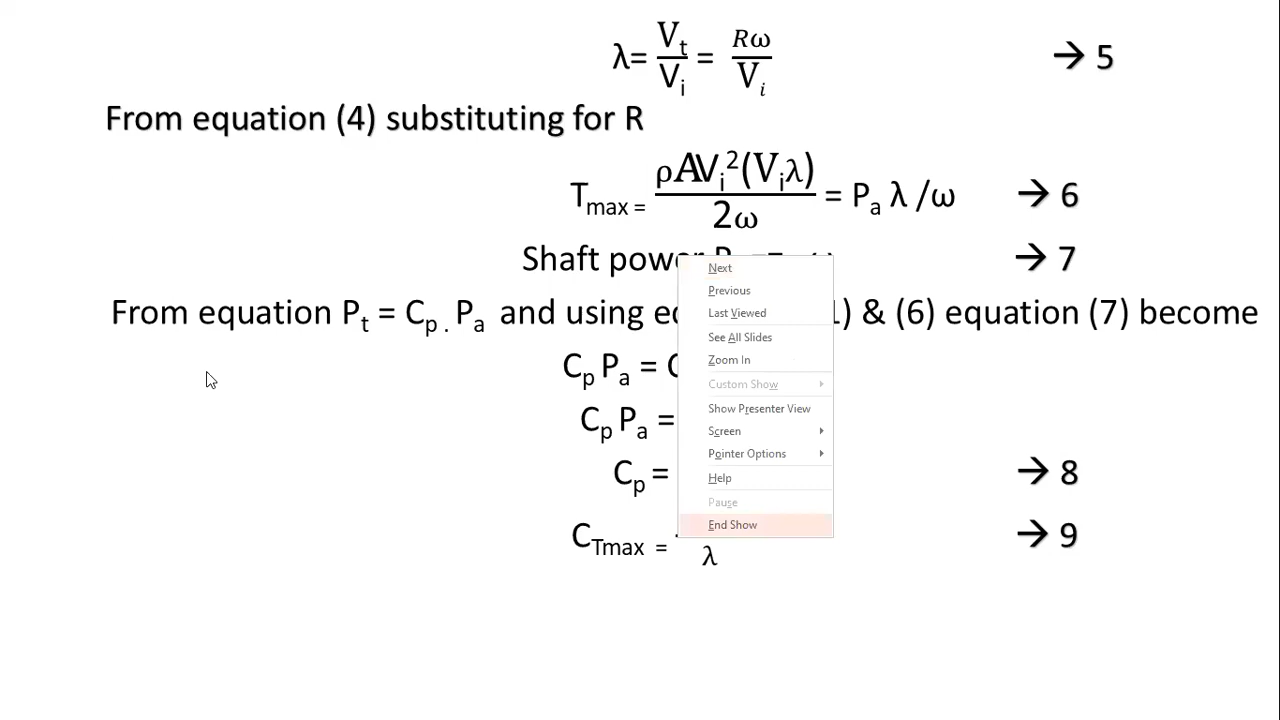 λ= Vt/Vi = Rω/Vi → 5
From equation (4) substituting for R
Tmax = ρAVi²(Viλ)/2ω = Pa λ /ω → 6
Shaft power → 7
From equation Pt = Cp . Pa and using 1) & (6) equation (7) become
Cp Pa =
Cp Pa =
Cp = → 8
CTmax = λ → 9
Next
Previous
Last Viewed
See All Slides
Zoom In
Custom Show
Show Presenter View
Screen
Pointer Options
Help
Pause
End Show